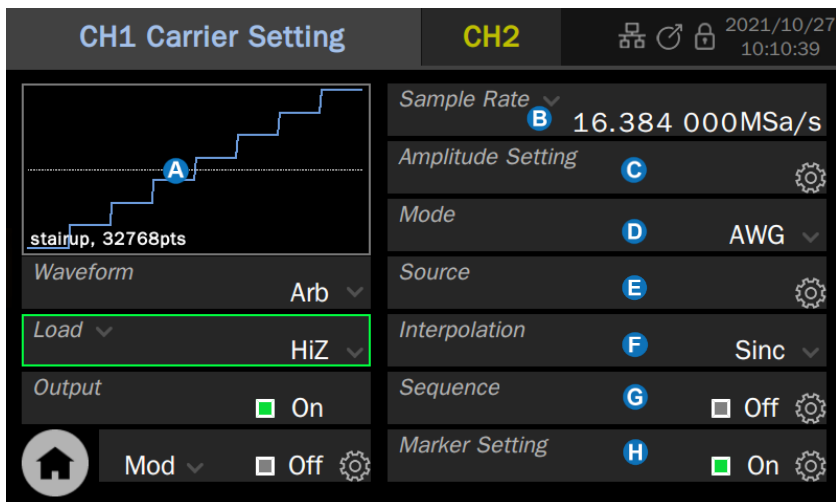 CH1 Carrier Setting
CH2
2021/10/27
10:10:39
A
stairup, 32768pts
Waveform
Arb
Load
HiZ
Output
On
Mod
Off
Sample Rate
B
16.384 000MSa/s
Amplitude Setting
C
Mode
D
AWG
Source
E
Interpolation
F
Sinc
Sequence
G
Off
Marker Setting
H
On